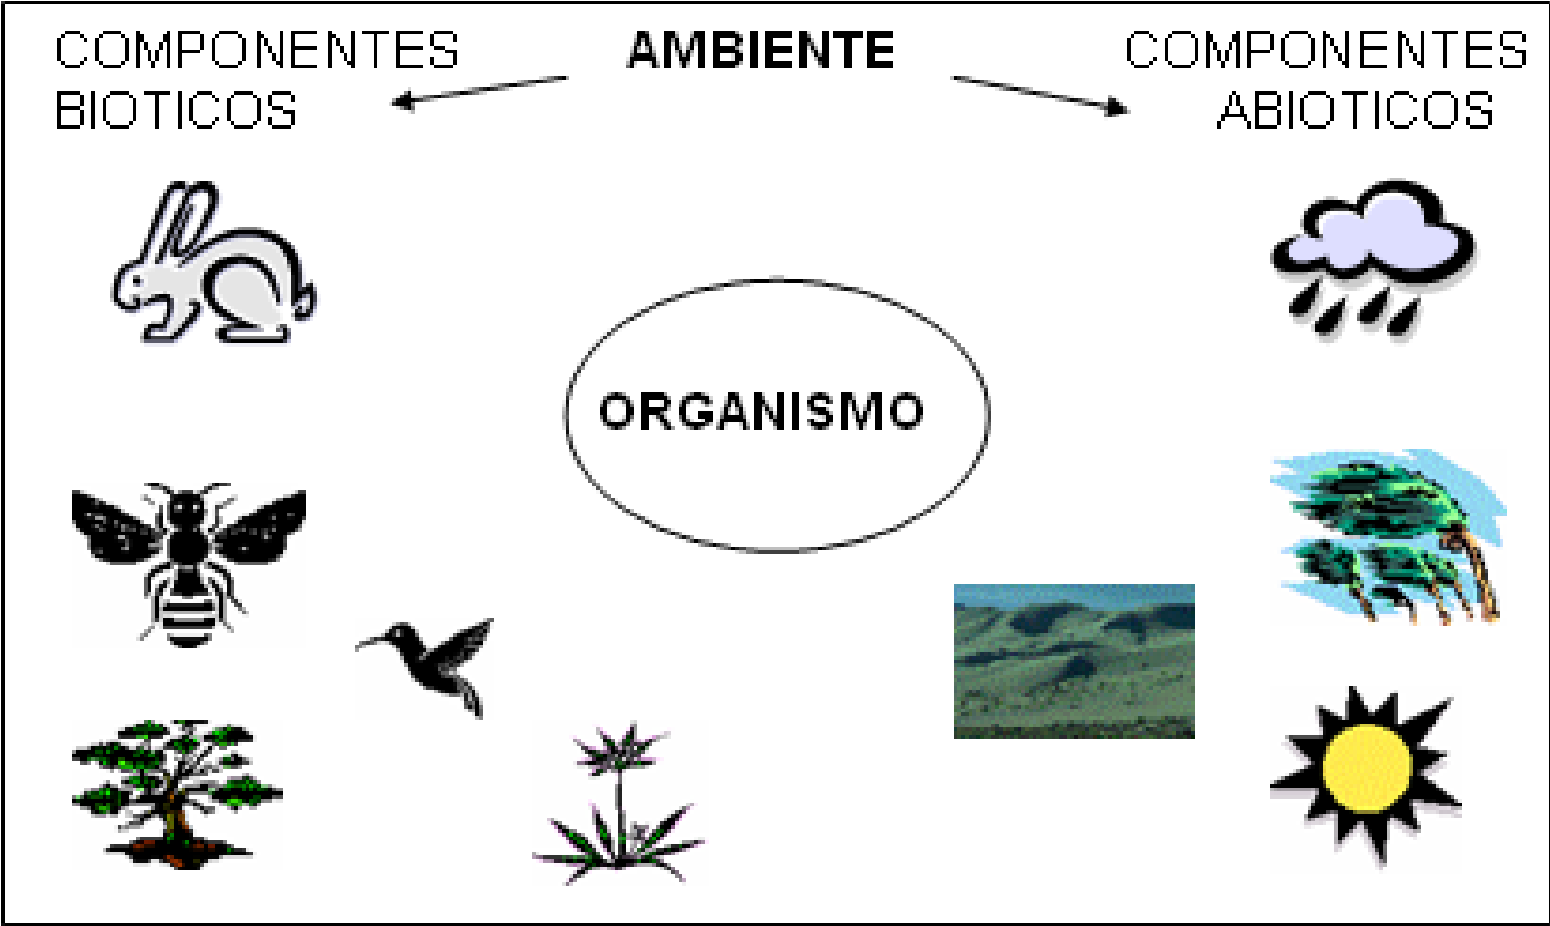 COMPONENTES
BIOTICOS
AMBIENTE
COMPONENTES
ABIOTICOS
ORGANISMO